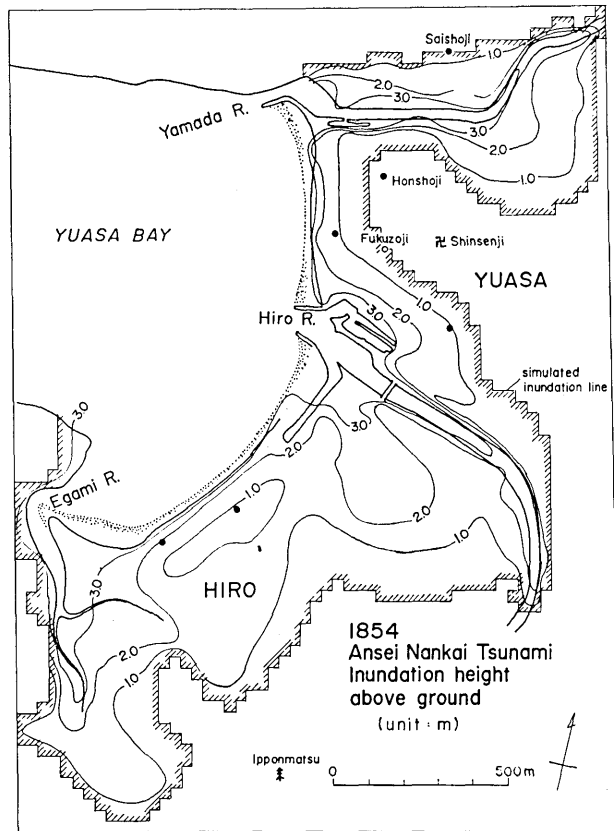 Saishoji
1.0
2.0
3.0
Yamada R.
3.0
2.0
1.0
Honshoji
YUASA BAY
Fukuzoji
卍 Shinsenji
YUASA
1.0
2.0
3.0
Hiro R.
simulated
inundation line
3.0
3.0
2.0
Egami R.
1.0
2.0
1.0
3.0
HIRO
2.0
1.0
1854
Ansei Nankai Tsunami
Inundation height
above ground
(unit : m)
Ipponmatsu
0 500m